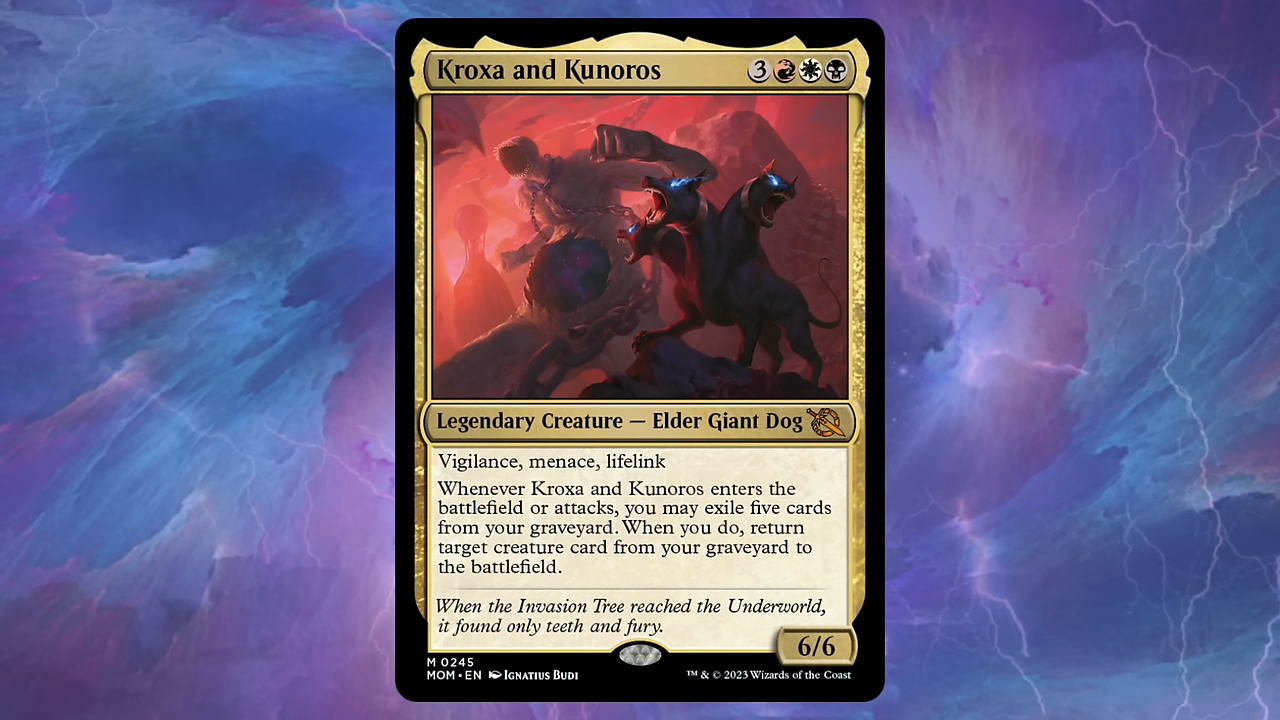 Kroxa and Kunoros 3
Legendary Creature — Elder Giant Dog
Vigilance, menace, lifelink
Whenever Kroxa and Kunoros enters the
battlefield or attacks, you may exile five cards
from your graveyard. When you do, return
target creature card from your graveyard to
the battlefield.
When the Invasion Tree reached the Underworld,
it found only teeth and fury.
6/6
M 0245
MOM • EN Ignatius Budi
™ & © 2023 Wizards of the Coast